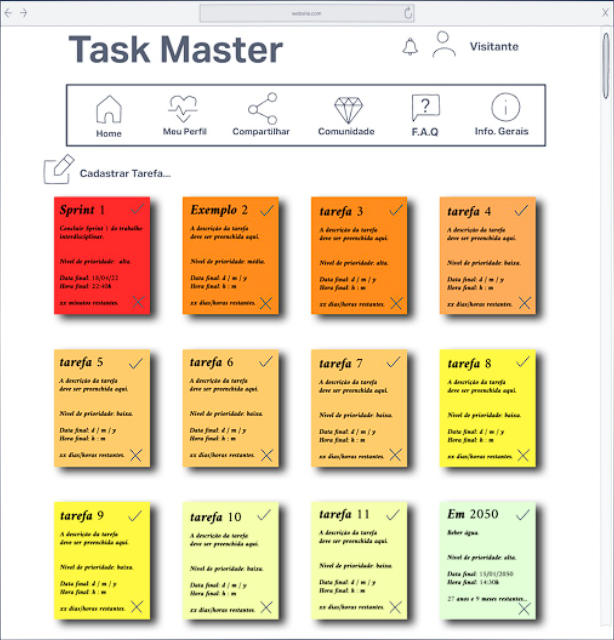 website.com
Task Master
Visitante
Home
Meu Perfil
Compartilhar
Comunidade
F.A.Q
Info. Gerais
Cadastrar Tarefa...
Sprint 1
Concluir Sprint 1 do trabalho
interdisciplinar.
Nível de prioridade: alta.
Data final: 18/04/22
Hora final: 22:40h
xx minutos restantes.
Exemplo 2
A descrição da tarefa
deve ser preenchida aqui.
Nível de prioridade: média.
Data final: d / m / y
Hora final: h : m
xx dias/horas restantes.
tarefa 3
A descrição da tarefa
deve ser preenchida aqui.
Nível de prioridade: alta.
Data final: d / m / y
Hora final: h : m
xx dias/horas restantes.
tarefa 4
A descrição da tarefa
deve ser preenchida aqui.
Nível de prioridade: baixa.
Data final: d / m / y
Hora final: h : m
xx dias/horas restantes.
tarefa 5
A descrição da tarefa
deve ser preenchida aqui.
Nível de prioridade: baixa.
Data final: d / m / y
Hora final: h : m
xx dias/horas restantes.
tarefa 6
A descrição da tarefa
deve ser preenchida aqui.
Nível de prioridade: baixa.
Data final: d / m / y
Hora final: h : m
xx dias/horas restantes.
tarefa 7
A descrição da tarefa
deve ser preenchida aqui.
Nível de prioridade: baixa.
Data final: d / m / y
Hora final: h : m
xx dias/horas restantes.
tarefa 8
A descrição da tarefa
deve ser preenchida aqui.
Nível de prioridade: baixa.
Data final: d / m / y
Hora final: h : m
xx dias/horas restantes.
tarefa 9
A descrição da tarefa
deve ser preenchida aqui.
Nível de prioridade: baixa.
Data final: d / m / y
Hora final: h : m
xx dias/horas restantes.
tarefa 10
A descrição da tarefa
deve ser preenchida aqui.
Nível de prioridade: baixa.
Data final: d / m / y
Hora final: h : m
xx dias/horas restantes.
tarefa 11
A descrição da tarefa
deve ser preenchida aqui.
Nível de prioridade: baixa.
Data final: d / m / y
Hora final: h : m
xx dias/horas restantes.
Em 2050
Beber água.
Nível de prioridade: alta.
Data final: 15/01/2050
Hora final: 14:30h
27 anos e 9 meses restantes...